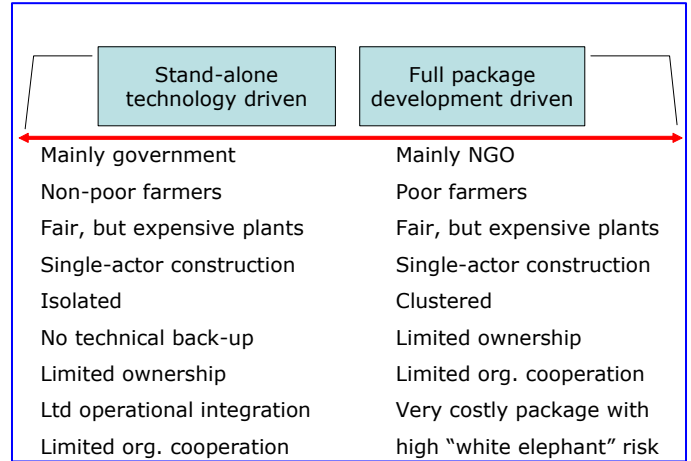 Stand-alone
technology driven
Full package
development driven
Mainly government
Non-poor farmers
Fair, but expensive plants
Single-actor construction
Isolated
No technical back-up
Limited ownership
Ltd operational integration
Limited org. cooperation
Mainly NGO
Poor farmers
Fair, but expensive plants
Single-actor construction
Clustered
Limited ownership
Limited org. cooperation
Very costly package with
high “white elephant” risk